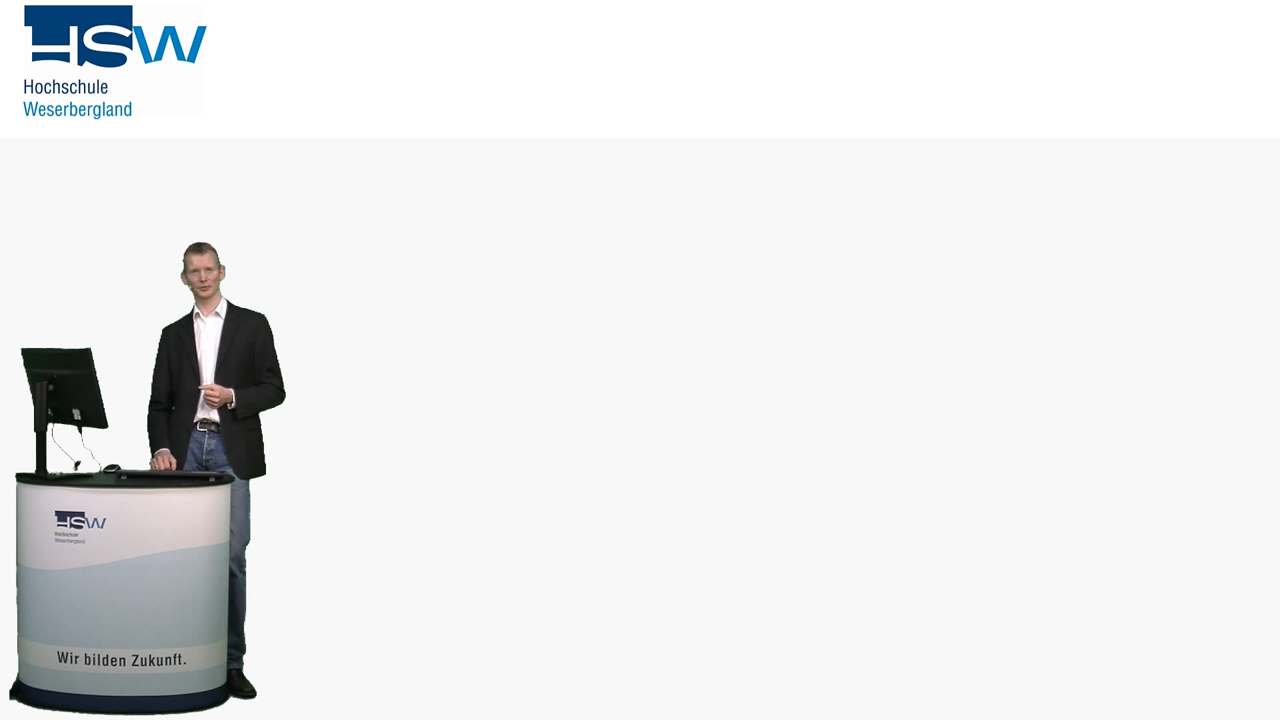 HSW
Hochschule
Weserbergland
HSW
Hochschule
Weserbergland
Wir bilden Zukunft.